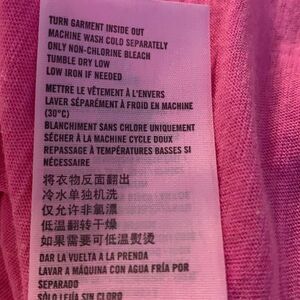 TURN GARMENT INSIDE OUT
MACHINE WASH COLD SEPARATELY
ONLY NON-CHLORINE BLEACH
TUMBLE DRY LOW
LOW IRON IF NEEDED
METTRE LE VÊTEMENT À L'ENVERS
LAVER SÉPARÉMENT À FROID EN MACHINE
(30°C)
BLANCHIMENT SANS CHLORE UNIQUEMENT
SÉCHER À LA MACHINE CYCLE DOUX
REPASSAGE À TEMPÉRATURES BASSES SI
NÉCESSAIRE
将衣物反面翻出
冷水单独机洗
仅允许非氯漂
低温翻转干燥
如果需要可低温熨烫
DAR LA VUELTA A LA PRENDA
LAVAR A MÁQUINA CON AGUA FRÍA POR
SEPARADO
SÓLO LEJÍA SIN CLORO